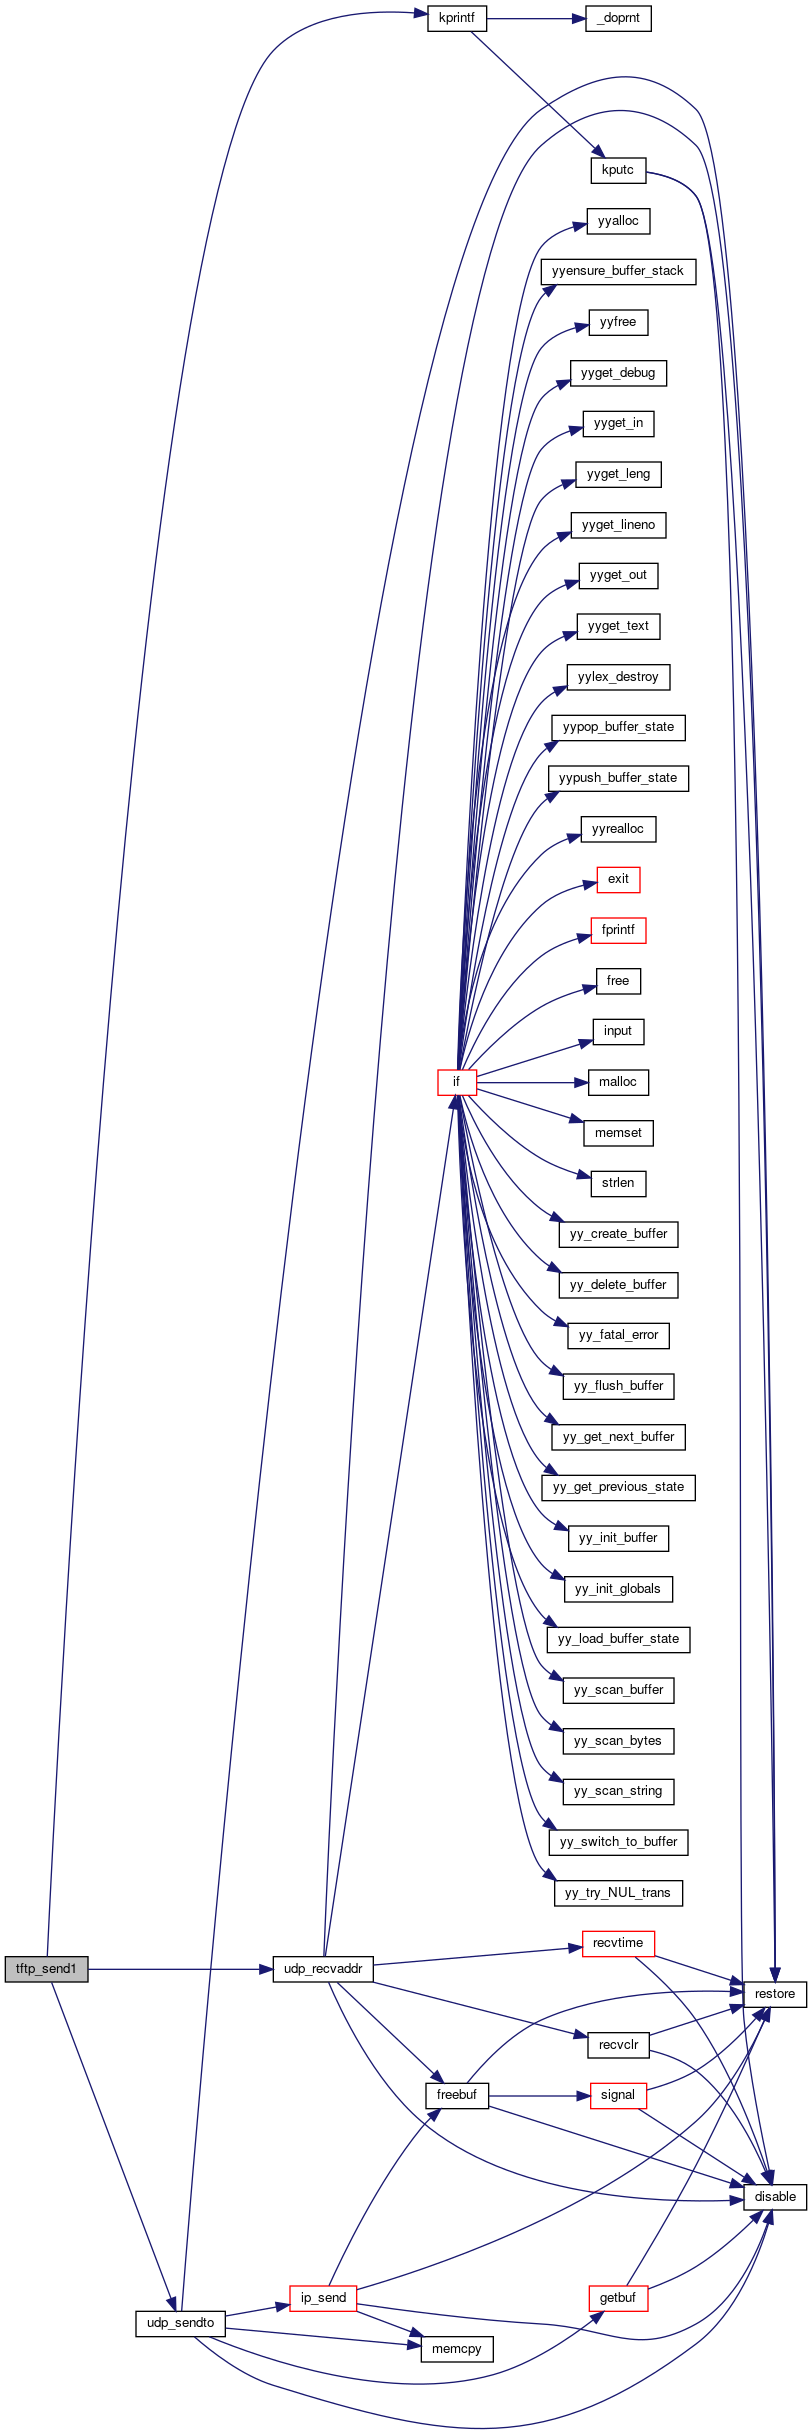 kprintf
_doprnt
kputc
yyalloc
yyensure_buffer_stack
yyfree
yyget_debug
yyget_in
yyget_leng
yyget_lineno
yyget_out
yyget_text
yylex_destroy
yypop_buffer_state
yypush_buffer_state
yyrealloc
exit
fprintf
free
input
if
malloc
memset
strlen
yy_create_buffer
yy_delete_buffer
yy_fatal_error
yy_flush_buffer
yy_get_next_buffer
yy_get_previous_state
yy_init_buffer
yy_init_globals
yy_load_buffer_state
yy_scan_buffer
yy_scan_bytes
yy_scan_string
yy_switch_to_buffer
yy_try_NUL_trans
recvtime
tftp_send1
udp_recvaddr
restore
recvclr
freebuf
signal
disable
ip_send
getbuf
udp_sendto
memcpy